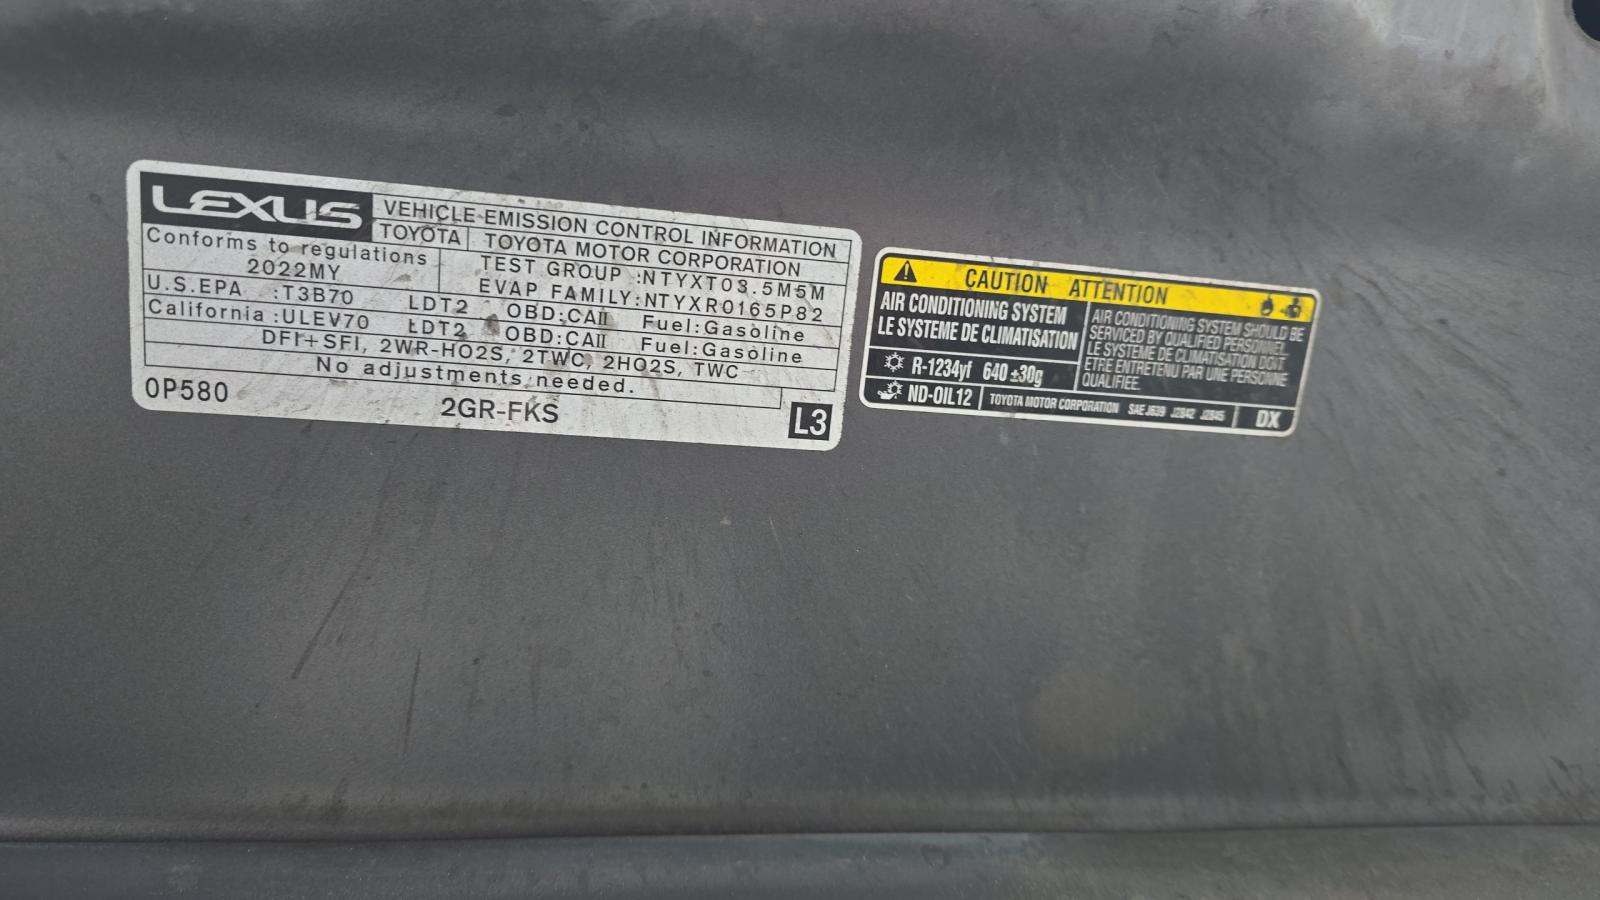 LEXUS
VEHICLE EMISSION CONTROL INFORMATION
TOYOTA TOYOTA MOTOR CORPORATION
Conforms to regulations
2022MY
TEST GROUP :NTYXT03.5M5M
EVAP FAMILY:NTYXR0165P82
U.S.EPA :T3B70 LDT2 OBD:CAII Fuel:Gasoline
California :ULEV70 LDT2 OBD:CAII Fuel:Gasoline
DFI+SFI, 2WR-HO2S, 2TWC, 2HO2S, TWC
No adjustments needed.
0P580 2GR-FKS L3
CAUTION ATTENTION
AIR CONDITIONING SYSTEM
LE SYSTEME DE CLIMATISATION
AIR CONDITIONING SYSTEM SHOULD BE
SERVICED BY QUALIFIED PERSONNEL.
LE SYSTEME DE CLIMATISATION DOIT
ETRE ENTRETENU PAR UNE PERSONNE
QUALIFIEE.
R-1234yf 640±30g
ND-OIL12 TOYOTA MOTOR CORPORATION SAE J639 J2842 J2845 DX